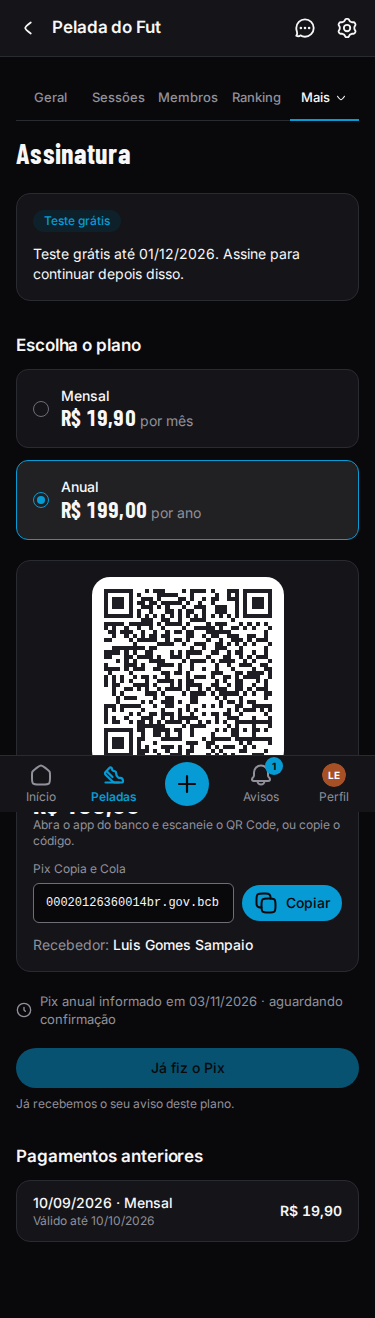 Pelada do Fut
Geral
Sessões
Membros
Ranking
Mais
Assinatura
Teste grátis
Teste grátis até 01/12/2026. Assine para
continuar depois disso.
Escolha o plano
Mensal
R$ 19,90 por mês
Anual
R$ 199,00 por ano
Início
Peladas
1
Avisos
LE
Perfil
Abra o app do banco e escaneie o QR Code, ou copie o
código.
Pix Copia e Cola
00020126360014br.gov.bcb
Copiar
Recebedor: Luis Gomes Sampaio
Pix anual informado em 03/11/2026 · aguardando
confirmação
Já fiz o Pix
Já recebemos o seu aviso deste plano.
Pagamentos anteriores
10/09/2026 · Mensal
Válido até 10/10/2026
R$ 19,90